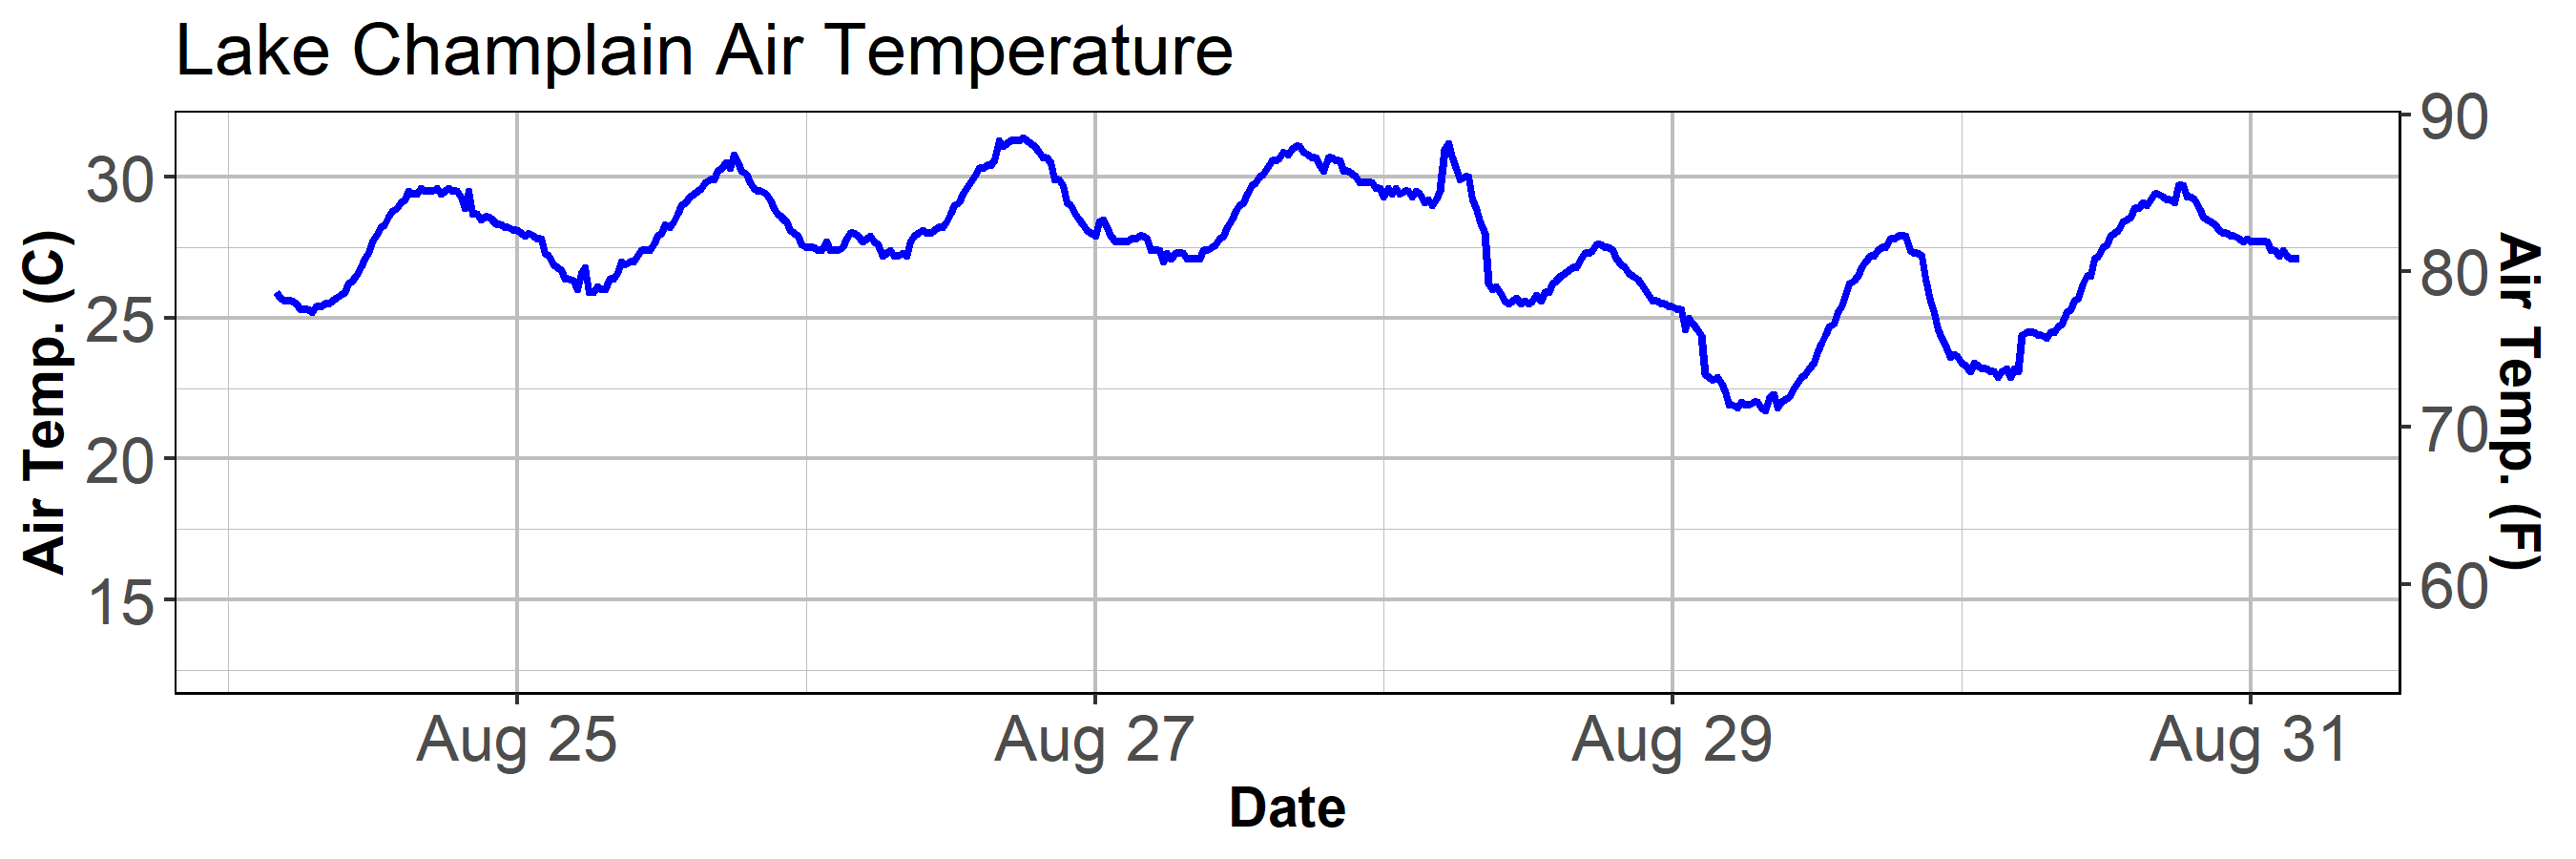 Lake Champlain Air Temperature
Air Temp. (C)
30
25
20
15
90
80
70
60
Air Temp. (F)
Aug 25
Aug 27
Aug 29
Aug 31
Date